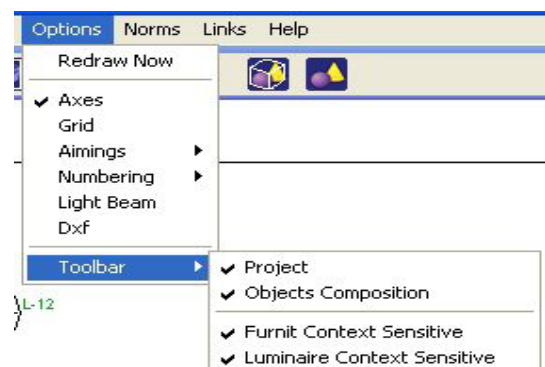 Options Norms Links Help
Redraw Now
Axes
Grid
Aimings
Numbering
Light Beam
Dxf
Toolbar
Project
Objects Composition
Furnit Context Sensitive
Luminaire Context Sensitive
L-12